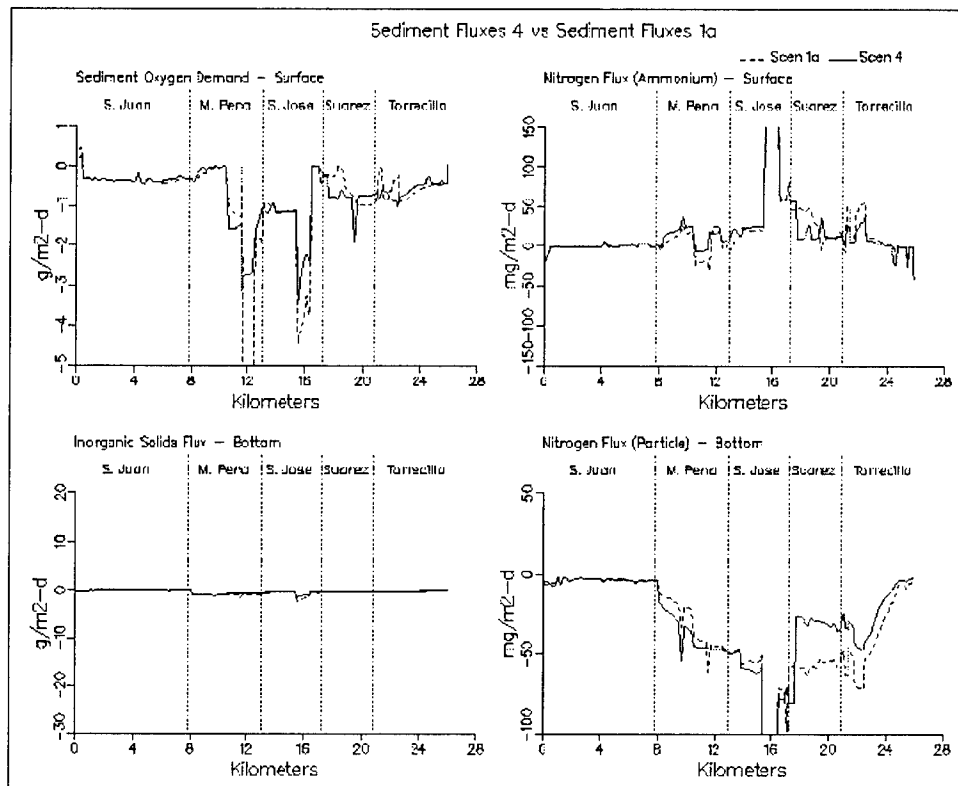 Sediment Fluxes 4 vs Sediment Fluxes 1a
Scen 1a Scen 4
Sediment Oxygen Demand – Surface
S. Juan M. Pena S. Jose Suarez Torrecilla
g/m2-d
1
0
-1
-2
-3
-4
-5
0 4 8 12 16 20 24 28
Kilometers
Nitrogen Flux (Ammonium) – Surface
S. Juan M. Pena S. Jose Suarez Torrecilla
mg/m2-d
150
100
50
0
-50
-100
-150
0 4 8 12 16 20 24 28
Kilometers
Inorganic Solids Flux – Bottom
S. Juan M. Pena S. Jose Suarez Torrecilla
g/m2-d
20
10
0
-10
-20
-30
0 4 8 12 16 20 24 28
Kilometers
Nitrogen Flux (Particle) – Bottom
S. Juan M. Pena S. Jose Suarez Torrecilla
mg/m2-d
50
0
-50
-100
0 4 8 12 16 20 24 28
Kilometers